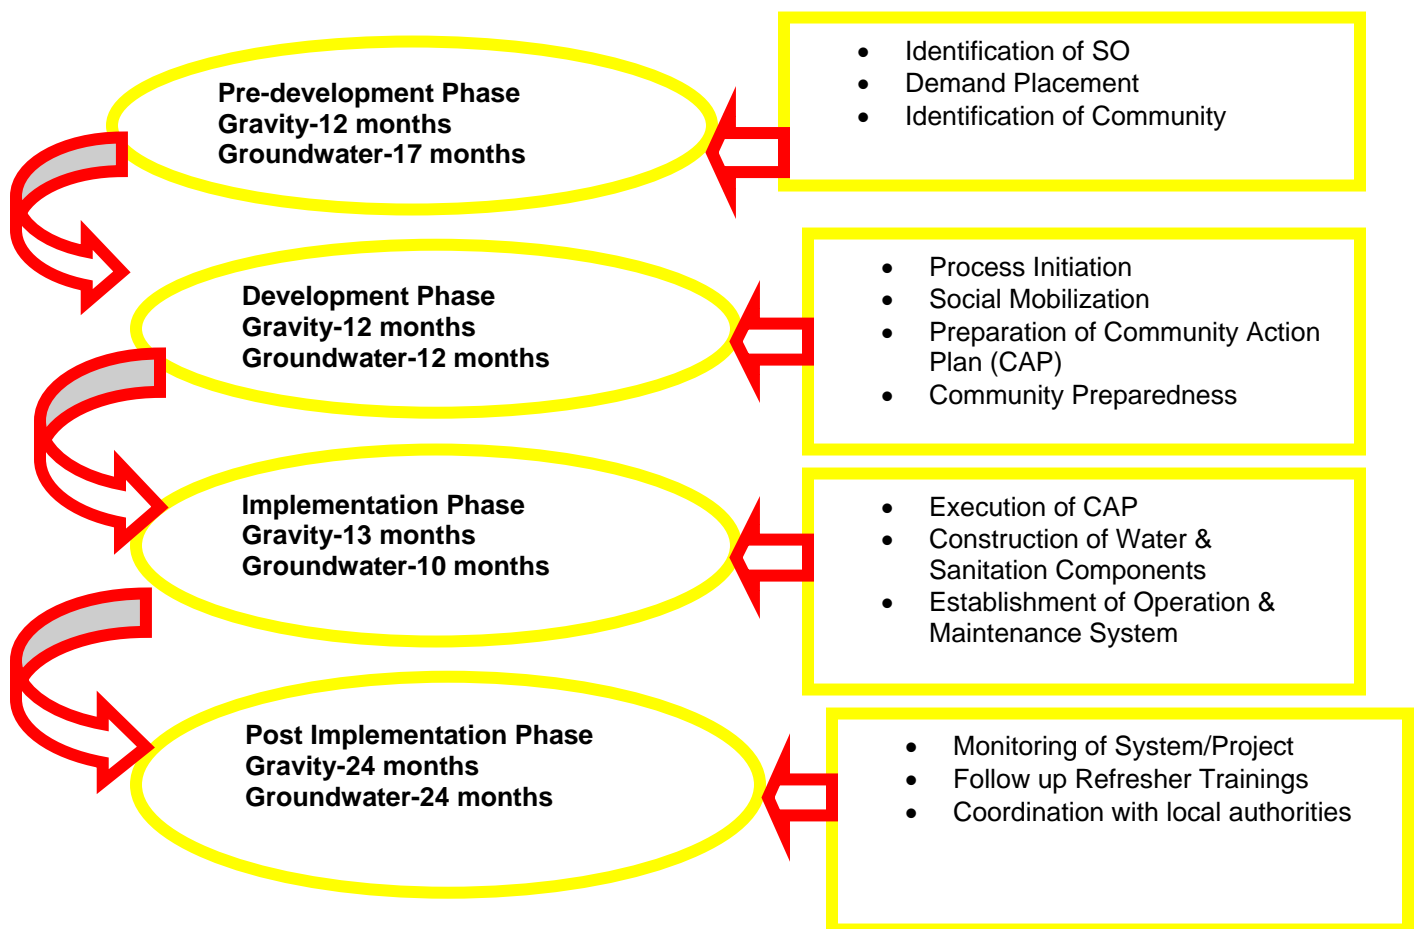 Pre-development Phase
Gravity-12 months
Groundwater-17 months
• Identification of SO
• Demand Placement
• Identification of Community
Development Phase
Gravity-12 months
Groundwater-12 months
• Process Initiation
• Social Mobilization
• Preparation of Community Action
Plan (CAP)
• Community Preparedness
Implementation Phase
Gravity-13 months
Groundwater-10 months
• Execution of CAP
• Construction of Water &
Sanitation Components
• Establishment of Operation &
Maintenance System
Post Implementation Phase
Gravity-24 months
Groundwater-24 months
• Monitoring of System/Project
• Follow up Refresher Trainings
• Coordination with local authorities